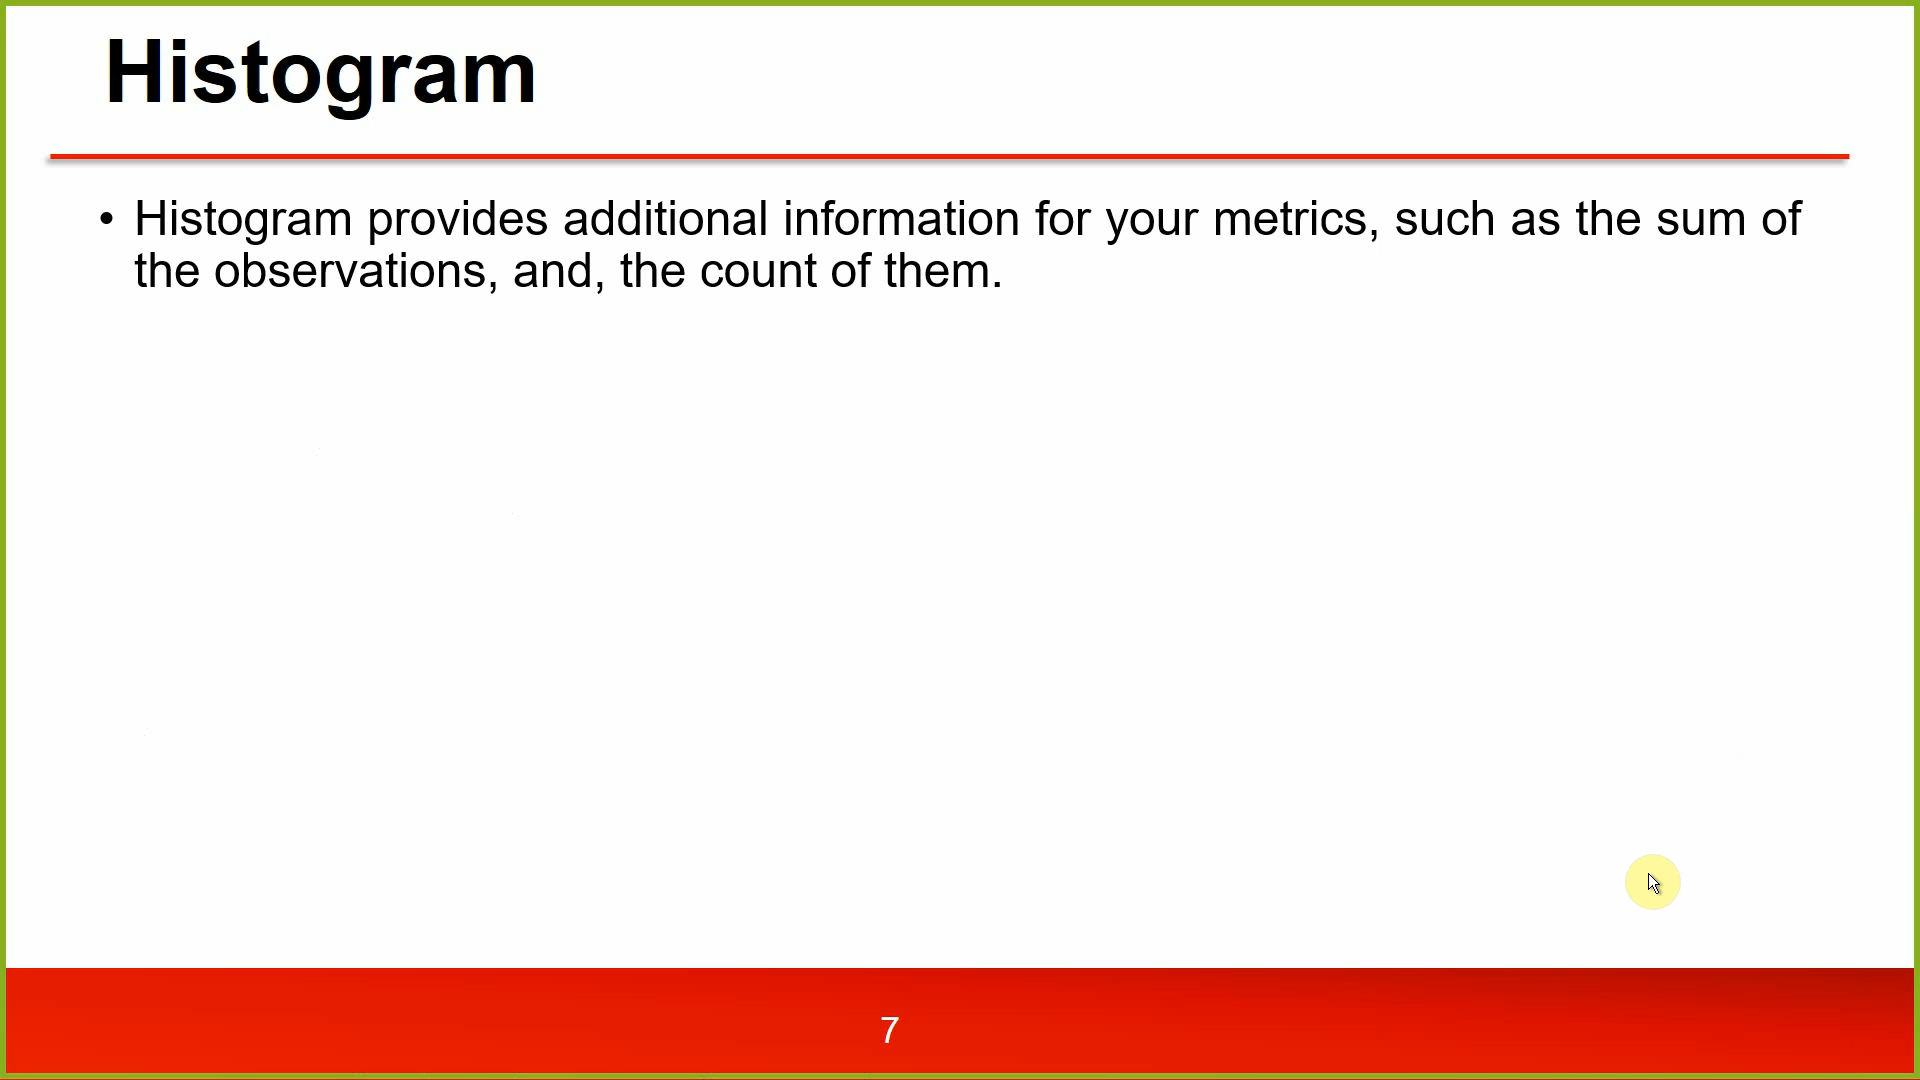 Histogram
• Histogram provides additional information for your metrics, such as the sum of
the observations, and, the count of them.
7